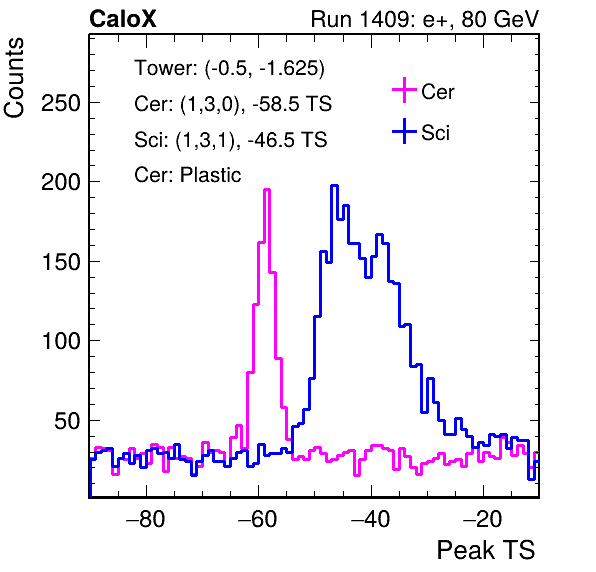 CaloX Run 1409: e+, 80 GeV
Counts
Tower: (-0.5, -1.625)
Cer: (1,3,0), -58.5 TS
Sci: (1,3,1), -46.5 TS
Cer: Plastic
Cer
Sci
250
200
150
100
50
−80 −60 −40 −20
Peak TS